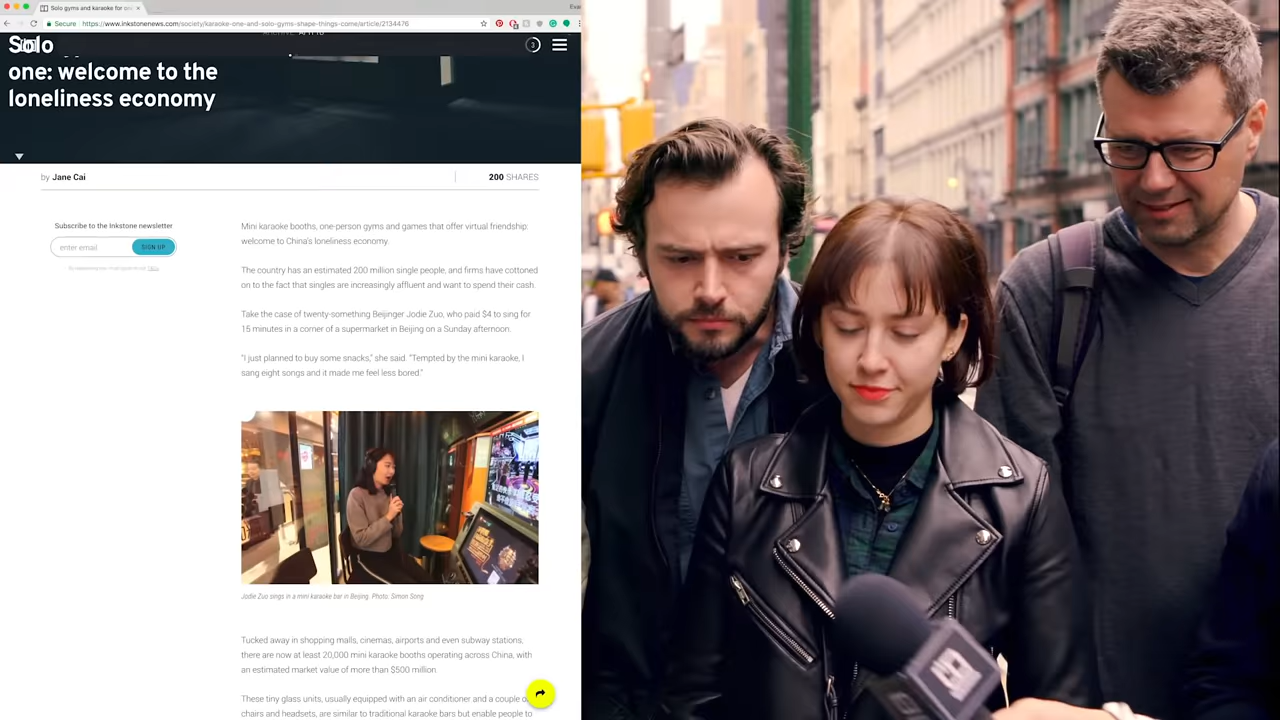 Solo gyms and karaoke for on
Eva
Secure
https://www.inkstonenews.com/society/karaoke-one-and-solo-gyms-shape-things-come/article/2134476
Solo
3
one: welcome to the
loneliness economy
by Jane Cai
200 SHARES
Subscribe to the Inkstone newsletter
enter email
SIGN UP
Mini karaoke booths, one-person gyms and games that offer virtual friendship:
welcome to China's loneliness economy.
The country has an estimated 200 million single people, and firms have cottoned
on to the fact that singles are increasingly affluent and want to spend their cash.
Take the case of twenty-something Beijinger Jodie Zuo, who paid $4 to sing for
15 minutes in a corner of a supermarket in Beijing on a Sunday afternoon.
"I just planned to buy some snacks," she said. "Tempted by the mini karaoke, I
sang eight songs and it made me feel less bored."
Jodie Zuo sings in a mini karaoke bar in Beijing. Photo: Simon Song
Tucked away in shopping malls, cinemas, airports and even subway stations,
there are now at least 20,000 mini karaoke booths operating across China, with
an estimated market value of more than $500 million.
These tiny glass units, usually equipped with an air conditioner and a couple o
chairs and headsets, are similar to traditional karaoke bars but enable people to